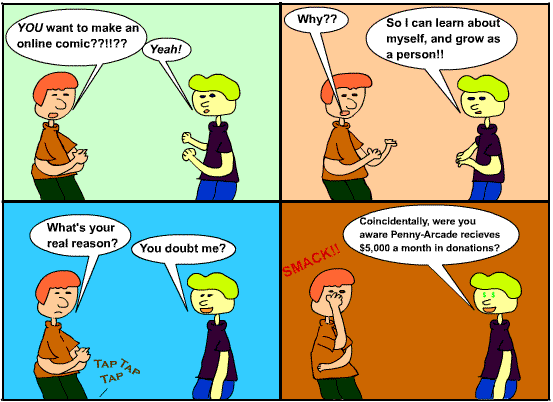 YOU want to make an
online comic??!!??
Yeah!
Why??
So I can learn about
myself, and grow as
a person!!
What's your
real reason?
You doubt me?
TAP TAP
TAP
Coincidentally, were you
aware Penny-Arcade recieves
$5,000 a month in donations?
SMACK!!
$ $